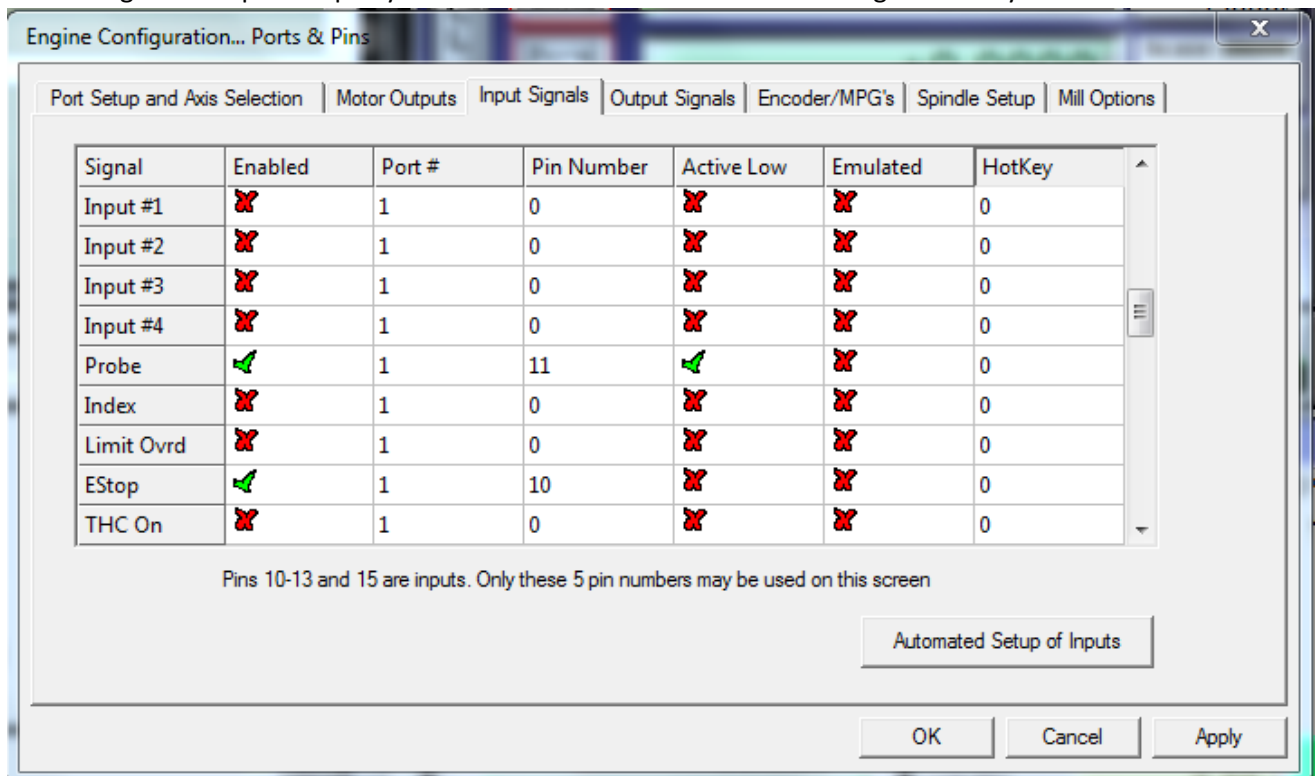 Engine Configuration... Ports & Pins
Port Setup and Axis Selection Motor Outputs Input Signals Output Signals Encoder/MPG's Spindle Setup Mill Options
Signal Enabled Port # Pin Number Active Low Emulated HotKey
Input #1 1 0 0
Input #2 1 0 0
Input #3 1 0 0
Input #4 1 0 0
Probe 1 11 0
Index 1 0 0
Limit Ovrd 1 0 0
EStop 1 10 0
THC On 1 0 0
Pins 10-13 and 15 are inputs. Only these 5 pin numbers may be used on this screen
Automated Setup of Inputs
OK Cancel Apply